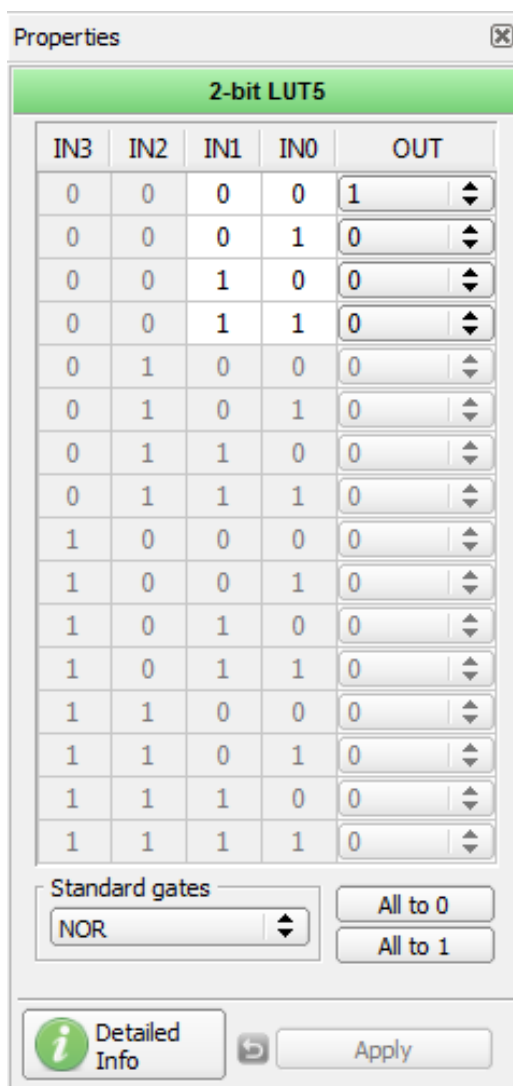 Properties
2-bit LUT5
IN3 IN2 IN1 IN0 OUT
0 0 0 0 1
0 0 0 1 0
0 0 1 0 0
0 0 1 1 0
0 1 0 0 0
0 1 0 1 0
0 1 1 0 0
0 1 1 1 0
1 0 0 0 0
1 0 0 1 0
1 0 1 0 0
1 0 1 1 0
1 1 0 0 0
1 1 0 1 0
1 1 1 0 0
1 1 1 1 0
Standard gates
NOR
All to 0
All to 1
Detailed
Info
Apply